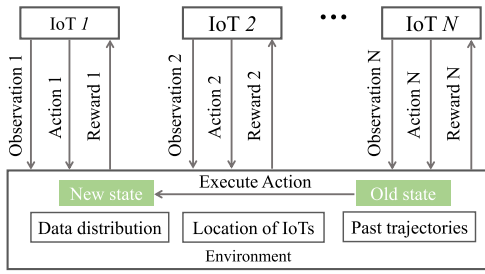 IoT 1
IoT 2
...
IoT N
Observation 1
Action 1
Reward 1
Observation 2
Action 2
Reward 2
Observation N
Action N
Reward N
Execute Action
New state
Old state
Data distribution
Location of IoTs
Past trajectories
Environment